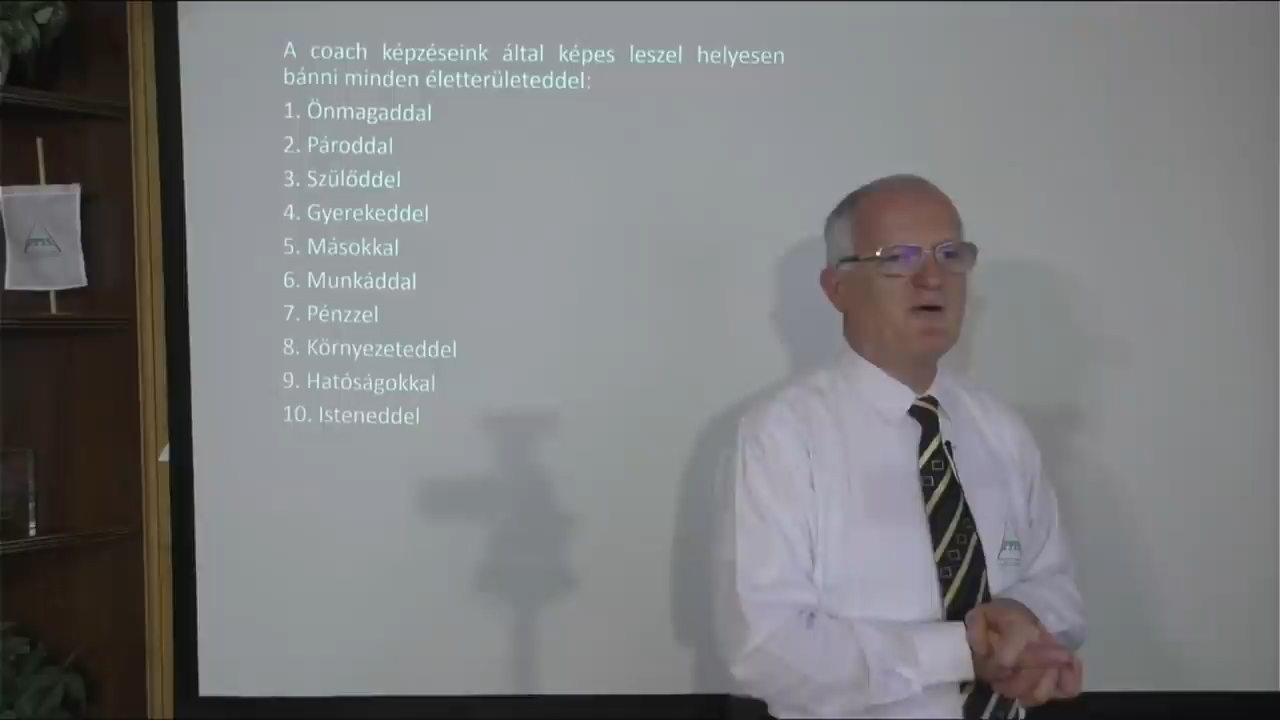 A coach képzéseink által képes leszel helyesen
bánni minden életterületeddel:
1. Önmagaddal
2. Pároddal
3. Szülőddel
4. Gyerekeddel
5. Másokkal
6. Munkáddal
7. Pénzzel
8. Környezeteddel
9. Hatóságokkal
10. Isteneddel